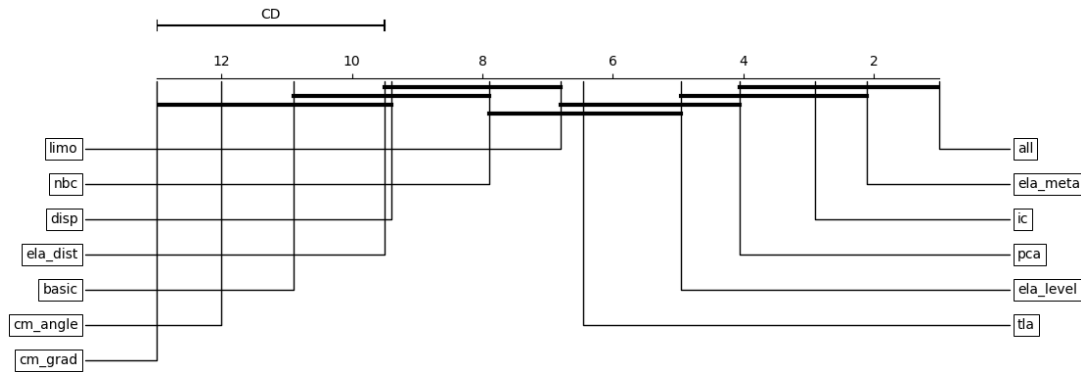 CD
12 10 8 6 4 2
limo all
nbc ela_meta
disp ic
ela_dist pca
basic ela_level
cm_angle tla
cm_grad